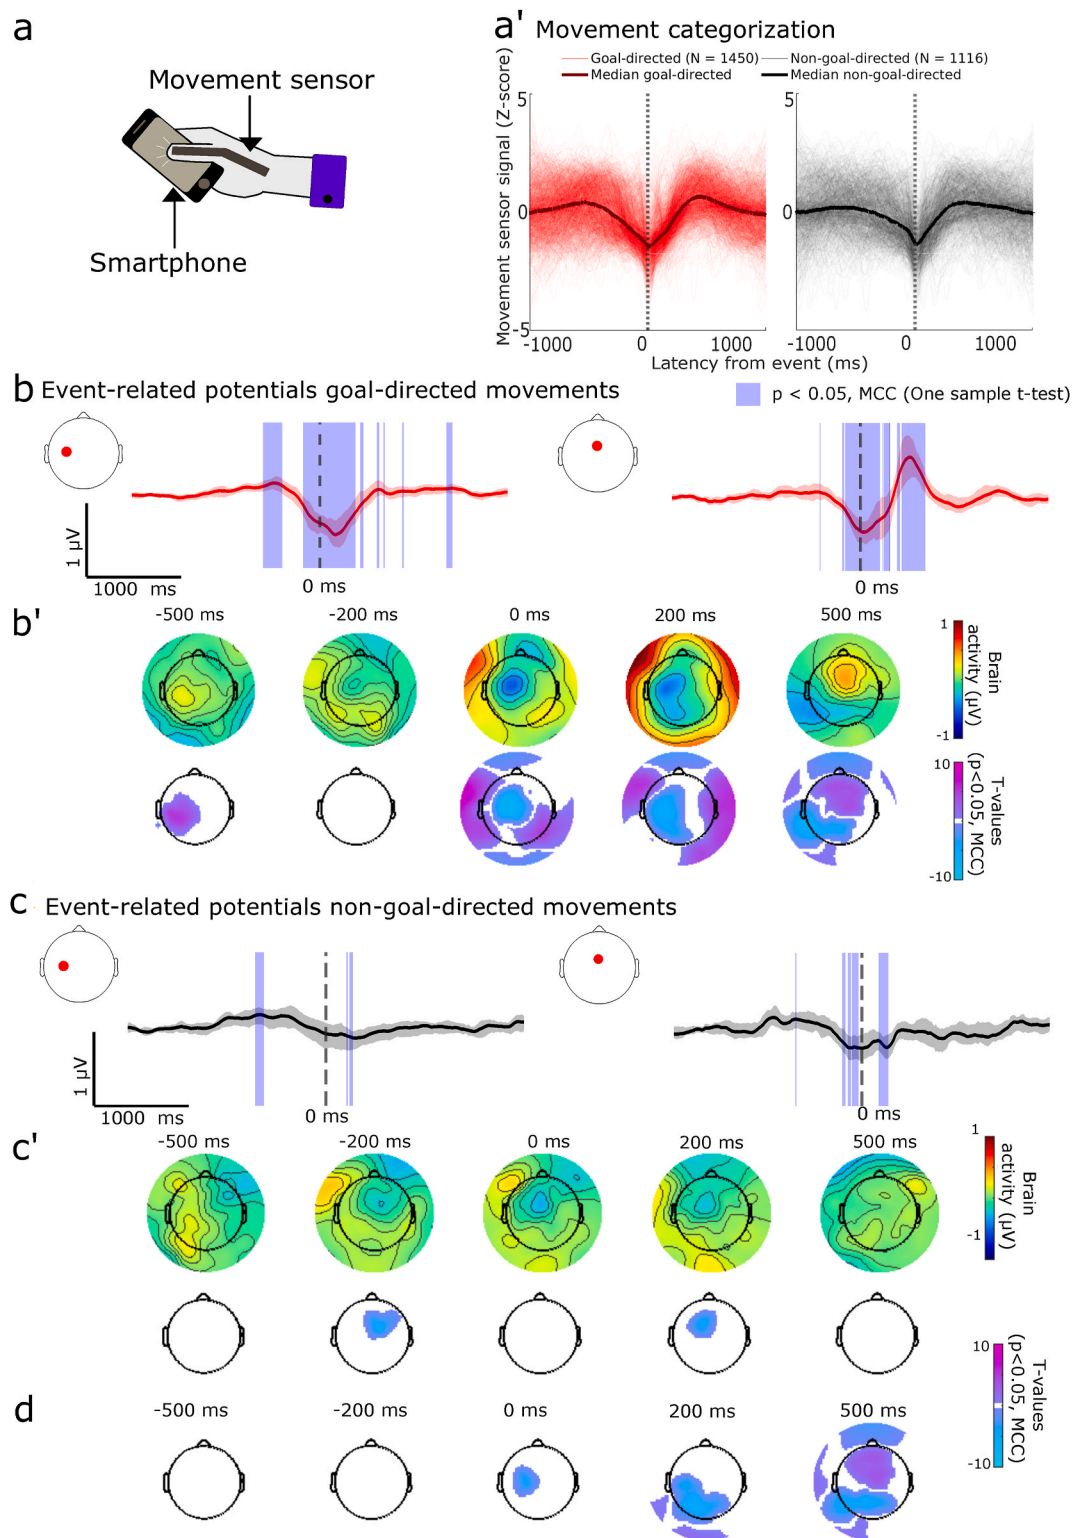 a
Movement sensor
Smartphone
a' Movement categorization
Goal-directed (N = 1450)
Median goal-directed
Non-goal-directed (N = 1116)
Median non-goal-directed
Movement sensor signal (Z-score)
5
0
-5
5
0
-1000 0 1000
-1000 0 1000
Latency from event (ms)
b Event-related potentials goal-directed movements
p < 0.05, MCC (One sample t-test)
1 µV
1000 ms
0 ms
0 ms
b'
-500 ms
-200 ms
0 ms
200 ms
500 ms
1
-1
Brain
activity (µV)
10
-10
T-values
(p<0.05, MCC)
c Event-related potentials non-goal-directed movements
1 µV
1000 ms
0 ms
0 ms
c'
-500 ms
-200 ms
0 ms
200 ms
500 ms
1
-1
Brain
activity (µV)
10
-10
T-values
(p<0.05, MCC)
d
-500 ms
-200 ms
0 ms
200 ms
500 ms